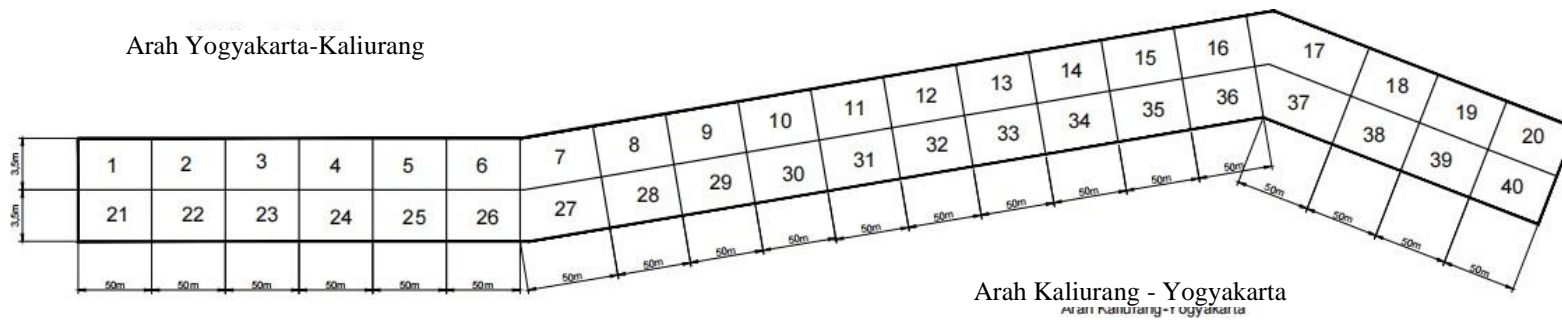 Arah Yogyakarta-Kaliurang
3,5m 1 2 3 4 5 6 7 8 9 10 11 12 13 14 15 16 17 18 19 20
3,5m 21 22 23 24 25 26 27 28 29 30 31 32 33 34 35 36 37 38 39 40
50m 50m 50m 50m 50m 50m 50m 50m 50m 50m 50m 50m 50m 50m 50m 50m 50m 50m 50m 50m
Arah Kaliurang - Yogyakarta
Arah Kaliurang-Yogyakarta